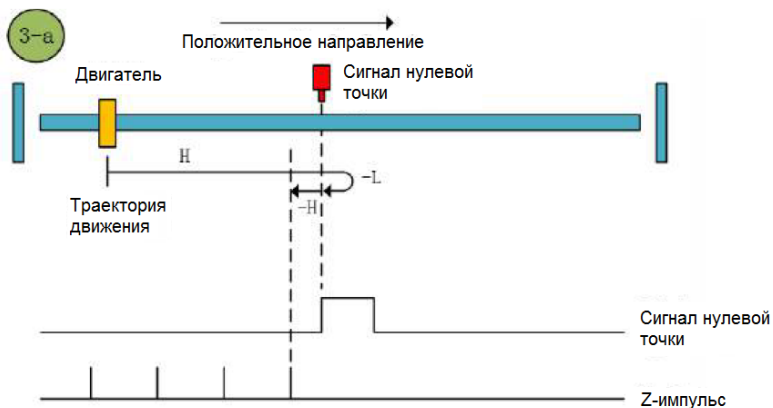 3-a
Положительное направление
Двигатель
Сигнал нулевой
точки
H
-L
-H
Траектория
движения
Сигнал нулевой
точки
Z-импульс